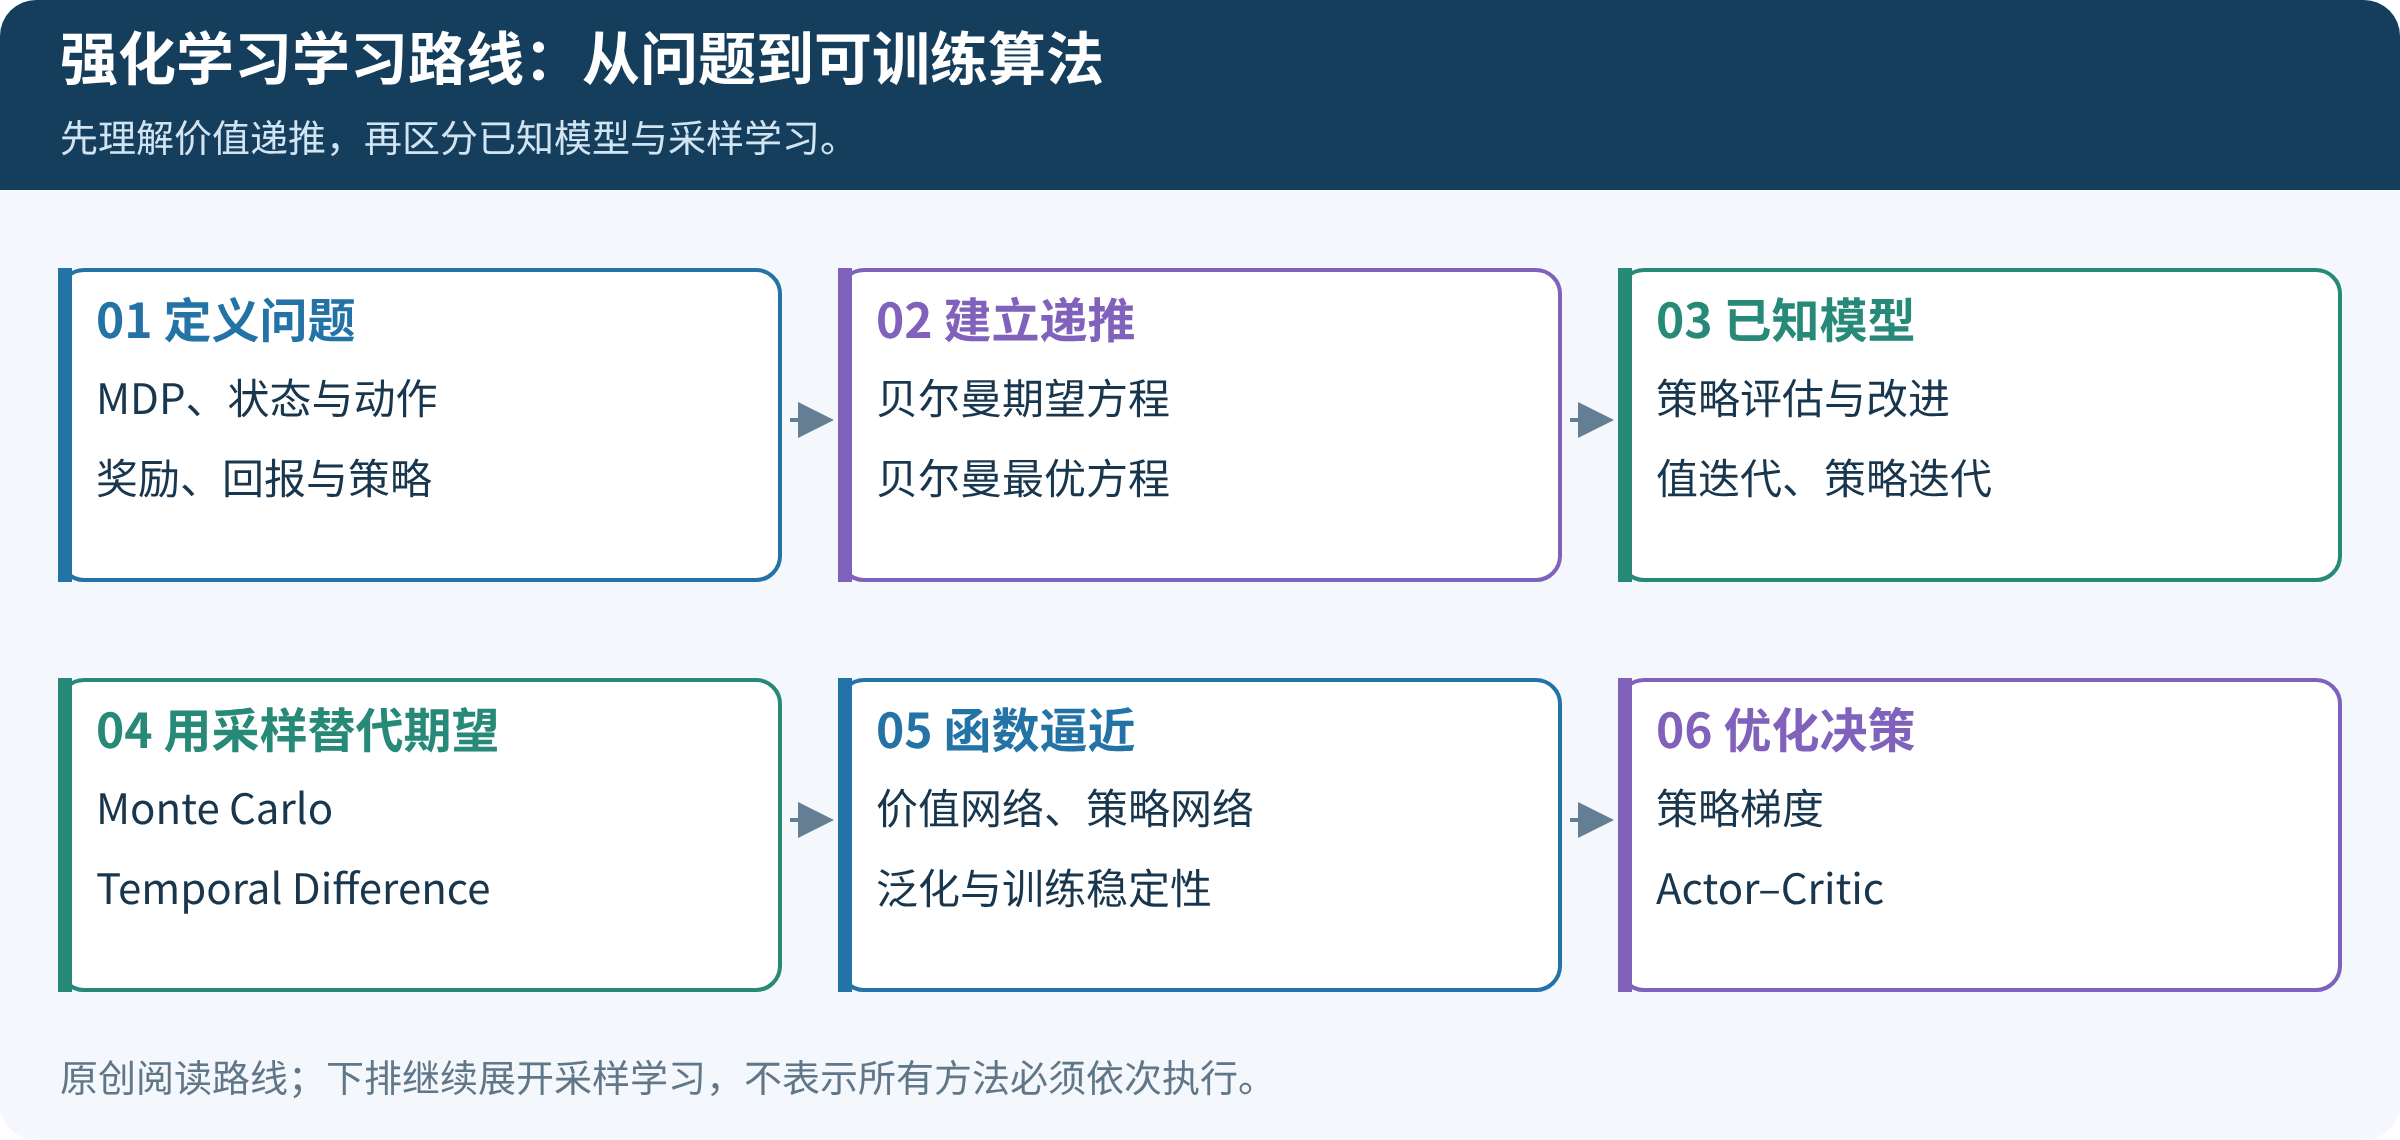 强化学习学习路线：从问题到可训练算法
先理解价值递推，再区分已知模型与采样学习。
01 定义问题
MDP、状态与动作
奖励、回报与策略
02 建立递推
贝尔曼期望方程
贝尔曼最优方程
03 已知模型
策略评估与改进
值迭代、策略迭代
04 用采样替代期望
Monte Carlo
Temporal Difference
05 函数逼近
价值网络、策略网络
泛化与训练稳定性
06 优化决策
策略梯度
Actor–Critic
原创阅读路线；下排继续展开采样学习，不表示所有方法必须依次执行。